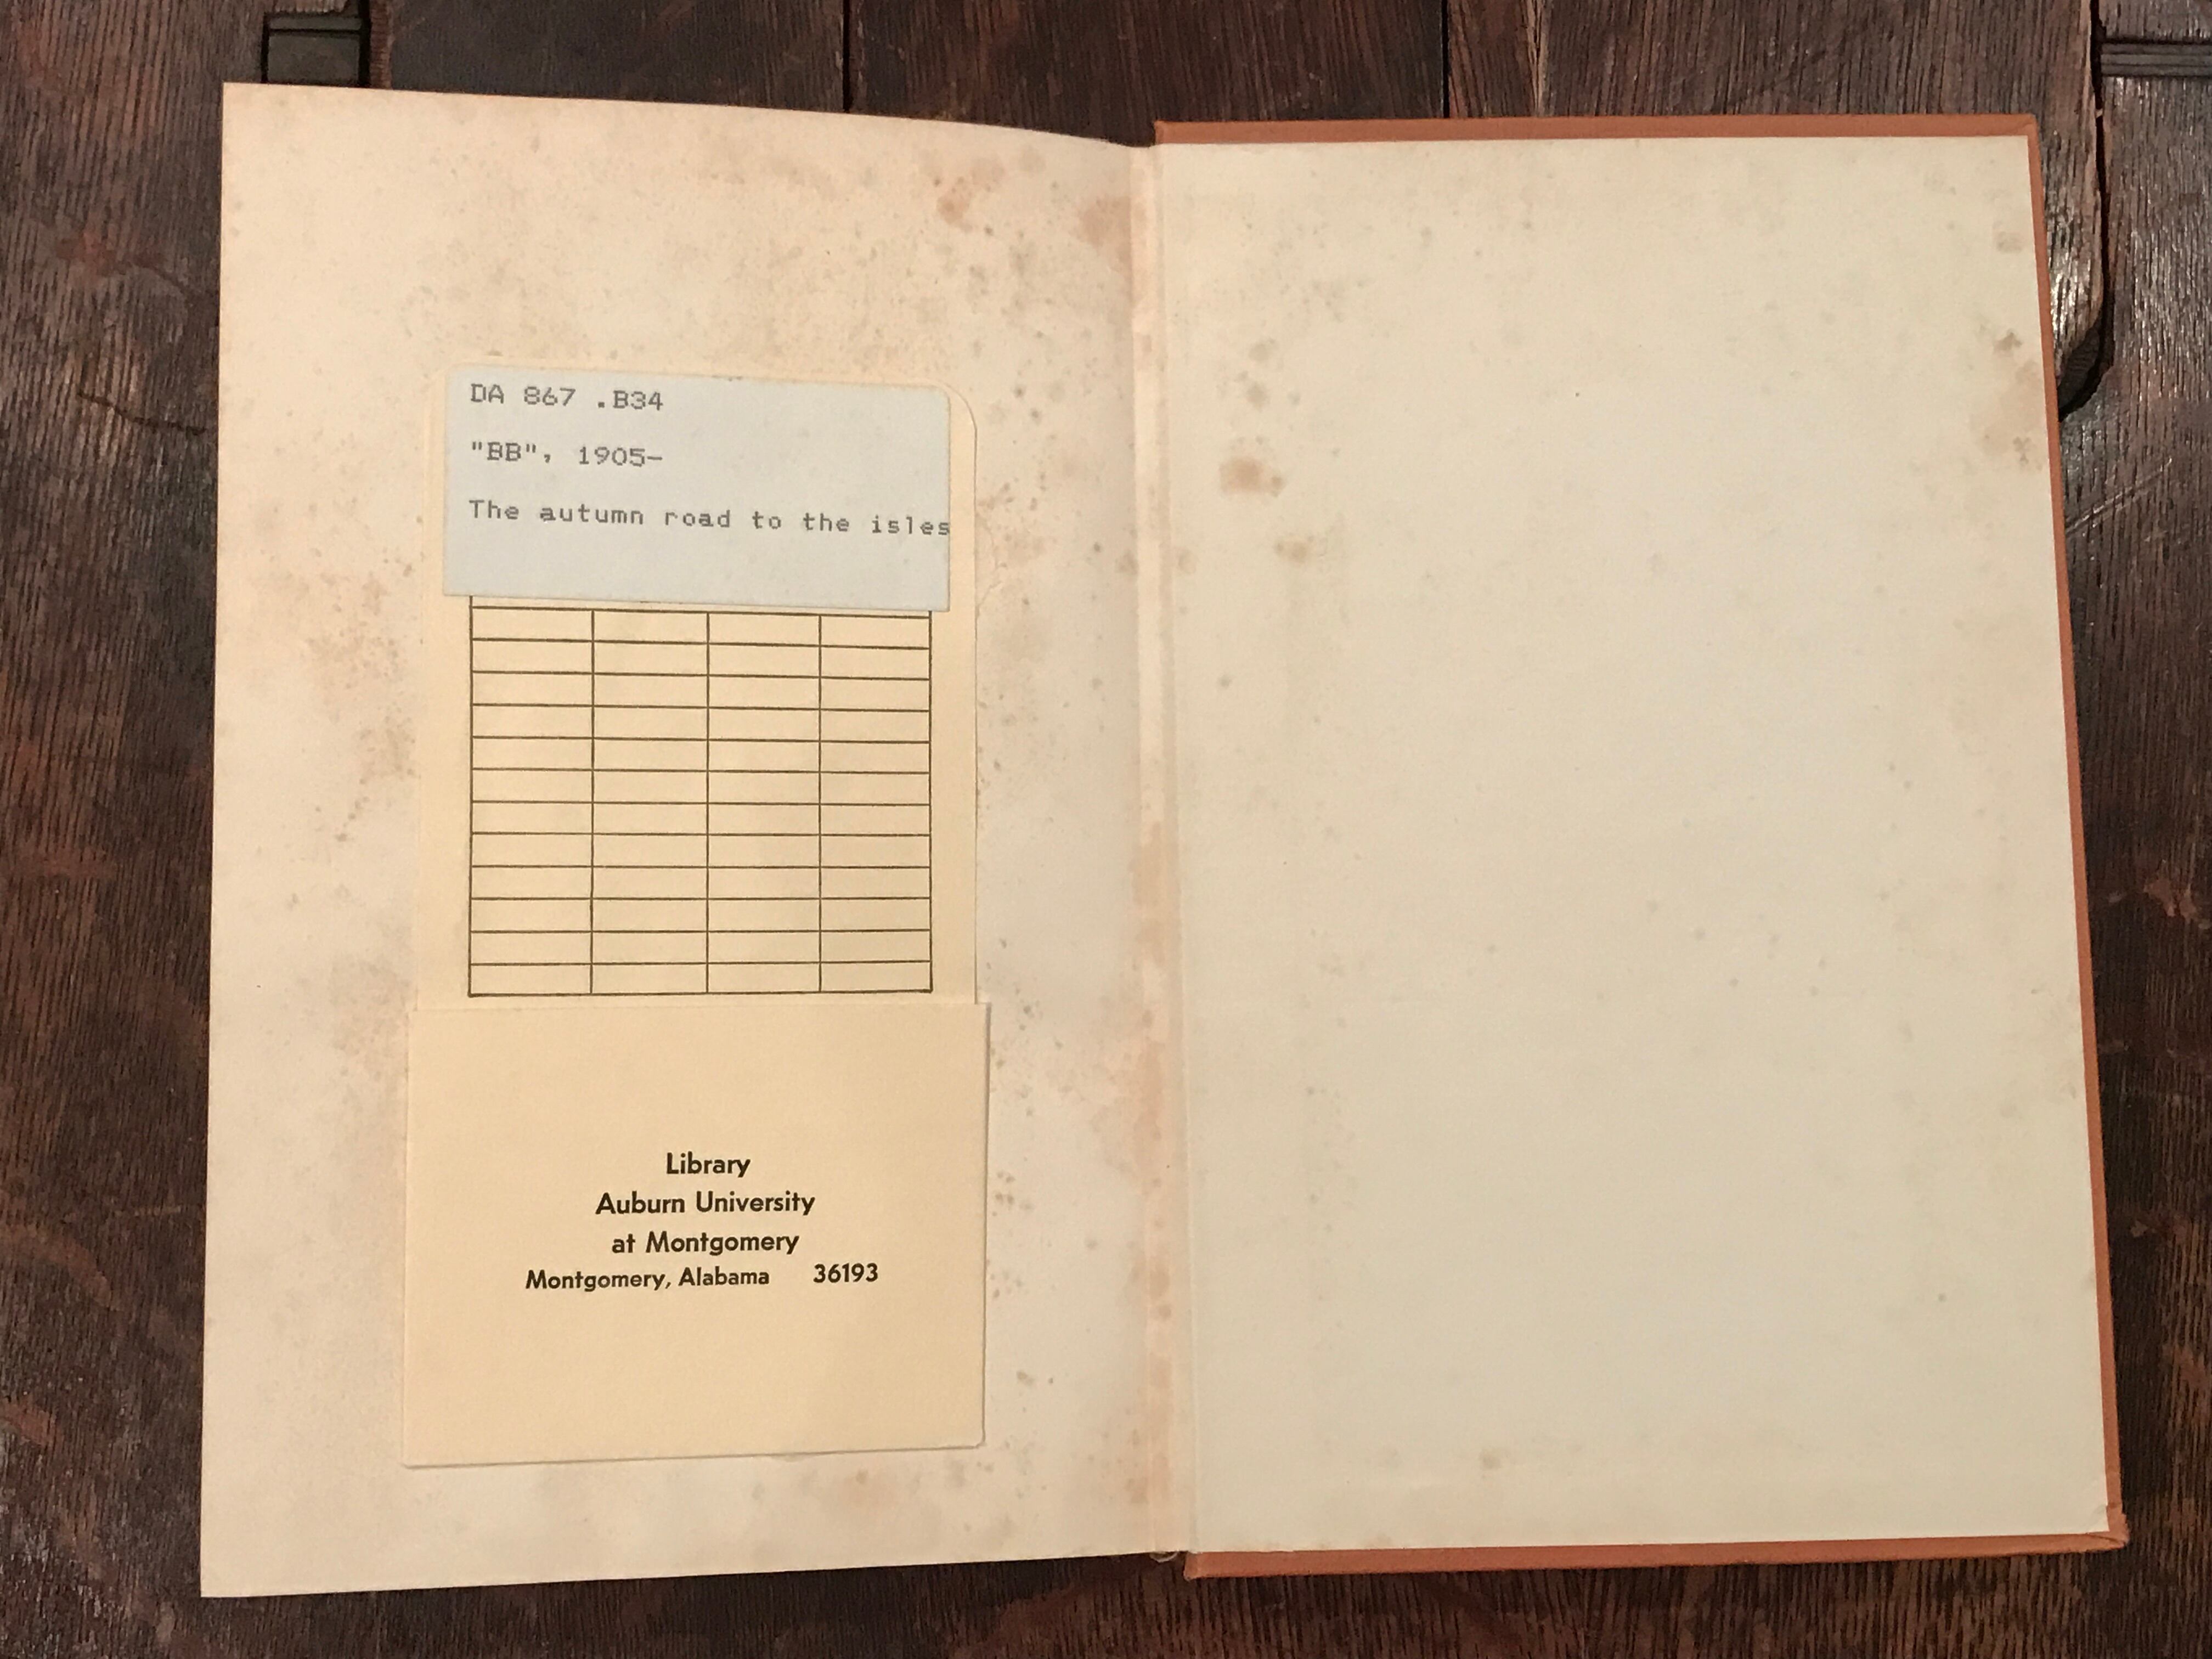 DA 867 .B34
"BB", 1905-
The autumn road to the isles
Library
Auburn University
at Montgomery
Montgomery, Alabama 36193